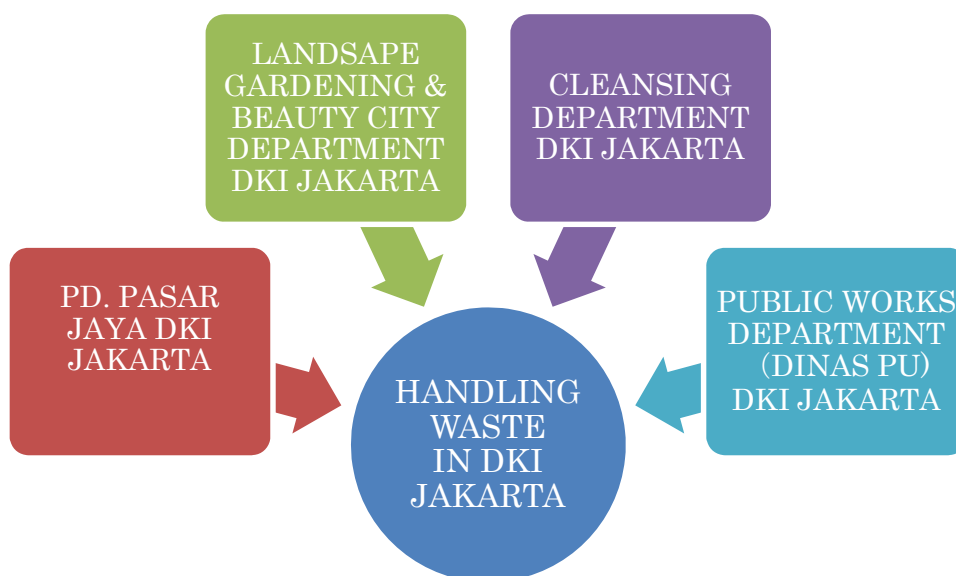 LANDSAPE
GARDENING &
BEAUTY CITY
DEPARTMENT
DKI JAKARTA
CLEANSING
DEPARTMENT
DKI JAKARTA
PD. PASAR
JAYA DKI
JAKARTA
PUBLIC WORKS
DEPARTMENT
(DINAS PU)
DKI JAKARTA
HANDLING
WASTE
IN DKI
JAKARTA